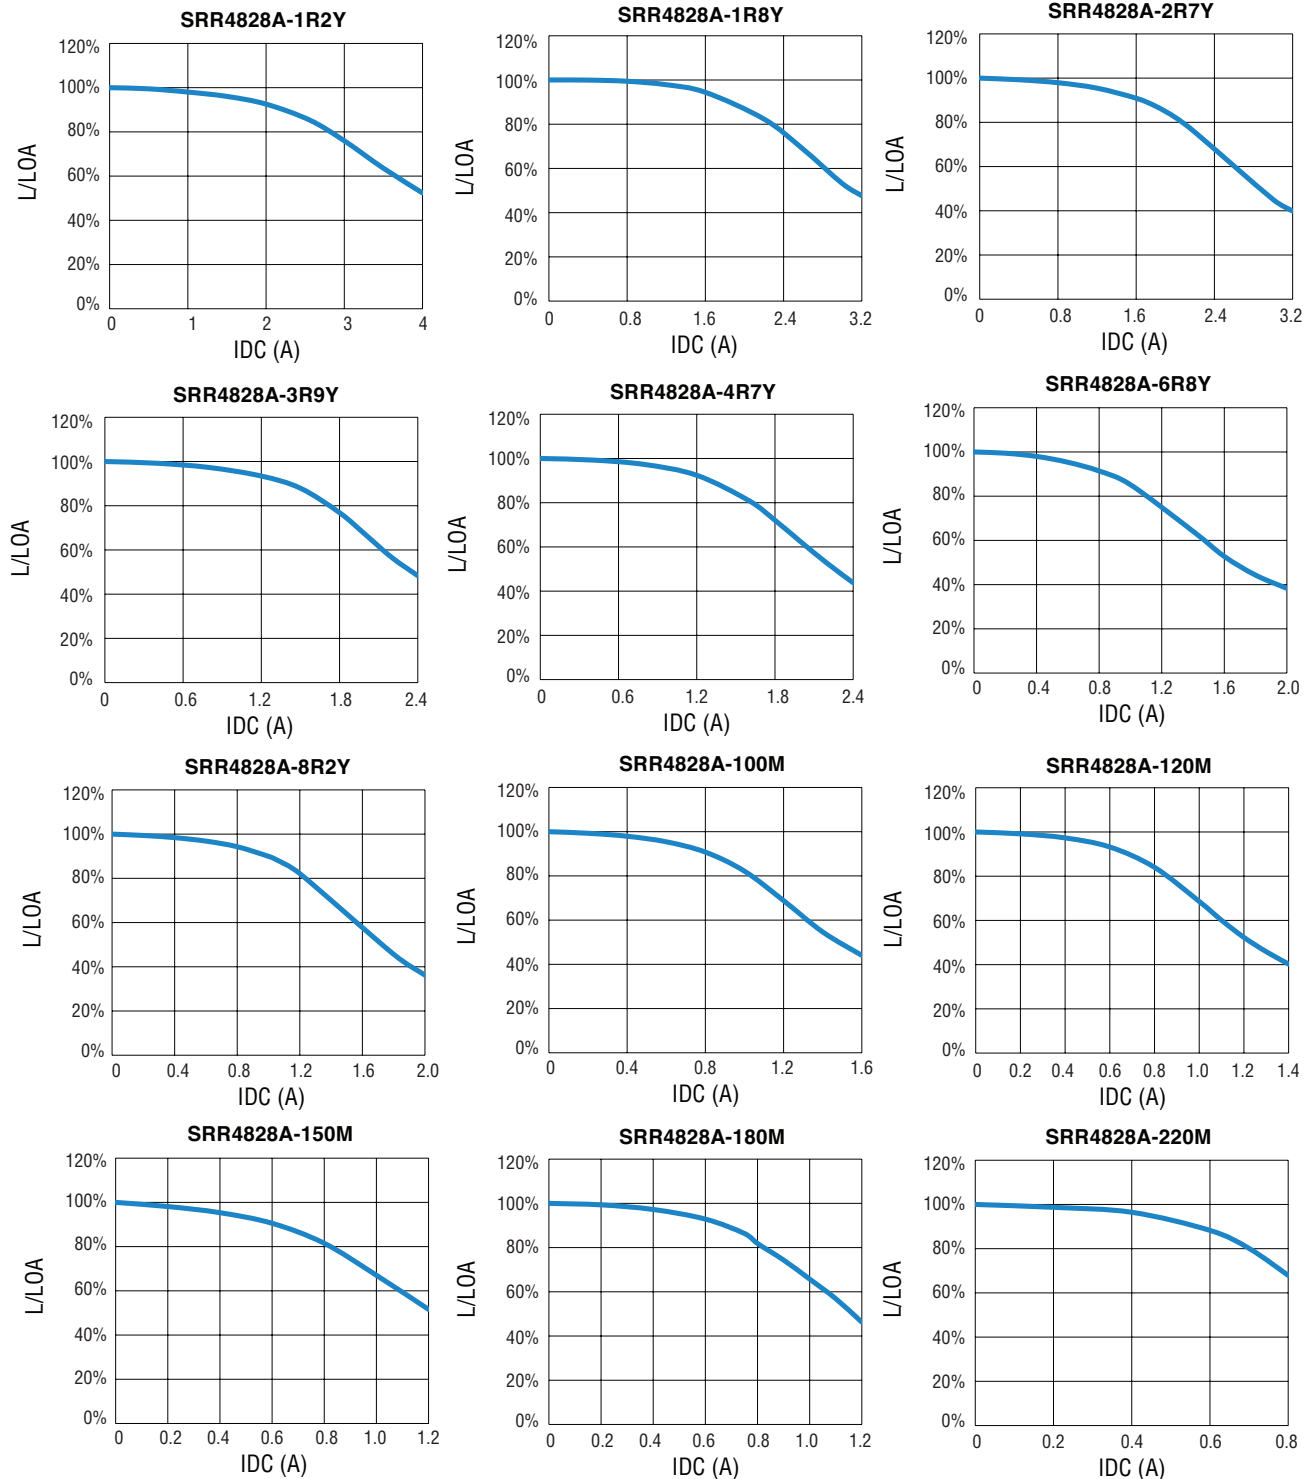 SRR4828A-1R2Y
120%
100%
80%
60%
40%
20%
0%
L/LOA
0 1 2 3 4
IDC (A)
SRR4828A-1R8Y
120%
100%
80%
60%
40%
20%
0%
L/LOA
0 0.8 1.6 2.4 3.2
IDC (A)
SRR4828A-2R7Y
120%
100%
80%
60%
40%
20%
0%
L/LOA
0 0.8 1.6 2.4 3.2
IDC (A)
SRR4828A-3R9Y
120%
100%
80%
60%
40%
20%
0%
L/LOA
0 0.6 1.2 1.8 2.4
IDC (A)
SRR4828A-4R7Y
120%
100%
80%
60%
40%
20%
0%
L/LOA
0 0.6 1.2 1.8 2.4
IDC (A)
SRR4828A-6R8Y
120%
100%
80%
60%
40%
20%
0%
L/LOA
0 0.4 0.8 1.2 1.6 2.0
IDC (A)
SRR4828A-8R2Y
120%
100%
80%
60%
40%
20%
0%
L/LOA
0 0.4 0.8 1.2 1.6 2.0
IDC (A)
SRR4828A-100M
120%
100%
80%
60%
40%
20%
0%
L/LOA
0 0.4 0.8 1.2 1.6
IDC (A)
SRR4828A-120M
120%
100%
80%
60%
40%
20%
0%
L/LOA
0 0.2 0.4 0.6 0.8 1.0 1.2 1.4
IDC (A)
SRR4828A-150M
120%
100%
80%
60%
40%
20%
0%
L/LOA
0 0.2 0.4 0.6 0.8 1.0 1.2
IDC (A)
SRR4828A-180M
120%
100%
80%
60%
40%
20%
0%
L/LOA
0 0.2 0.4 0.6 0.8 1.0 1.2
IDC (A)
SRR4828A-220M
120%
100%
80%
60%
40%
20%
0%
L/LOA
0 0.2 0.4 0.6 0.8
IDC (A)